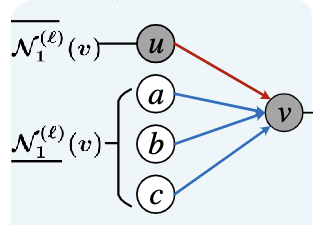 $\overline{\mathcal{N}}_1^{(\ell)}(v)$ u
a
v
b
$\underline{\mathcal{N}}_1^{(\ell)}(v)$
c